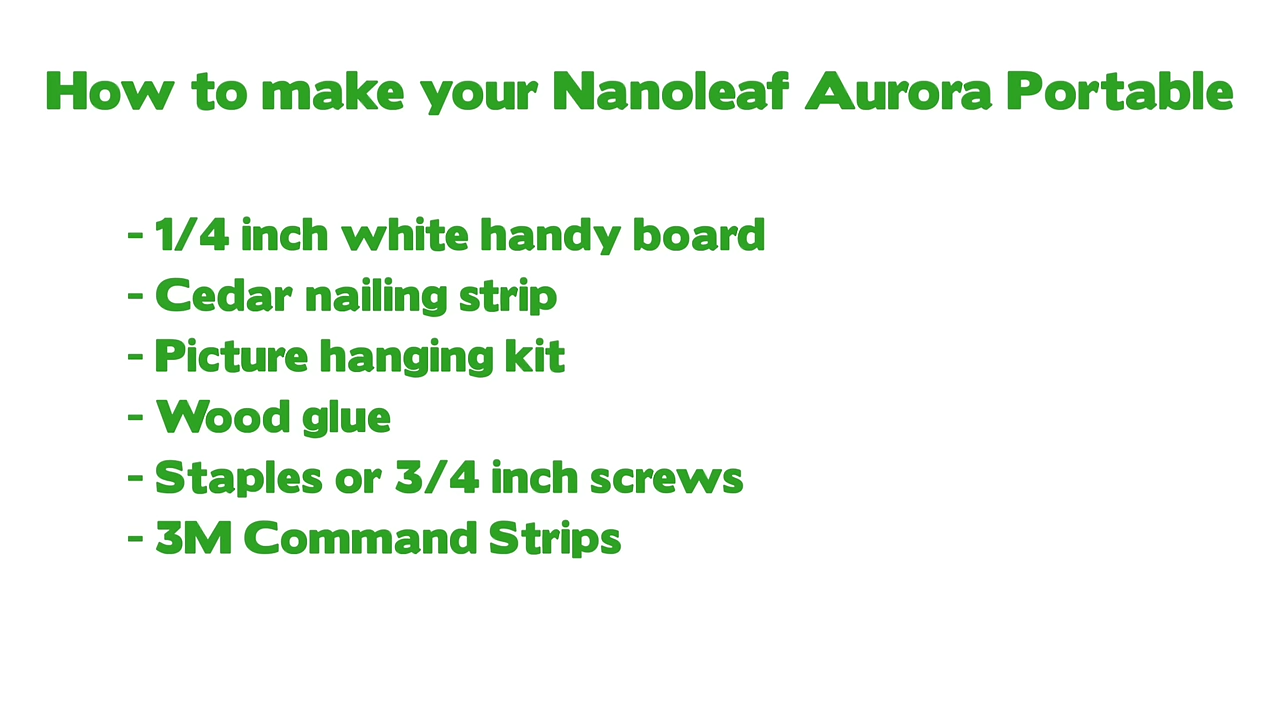 How to make your Nanoleaf Aurora Portable
- 1/4 inch white handy board
- Cedar nailing strip
- Picture hanging kit
- Wood glue
- Staples or 3/4 inch screws
- 3M Command Strips